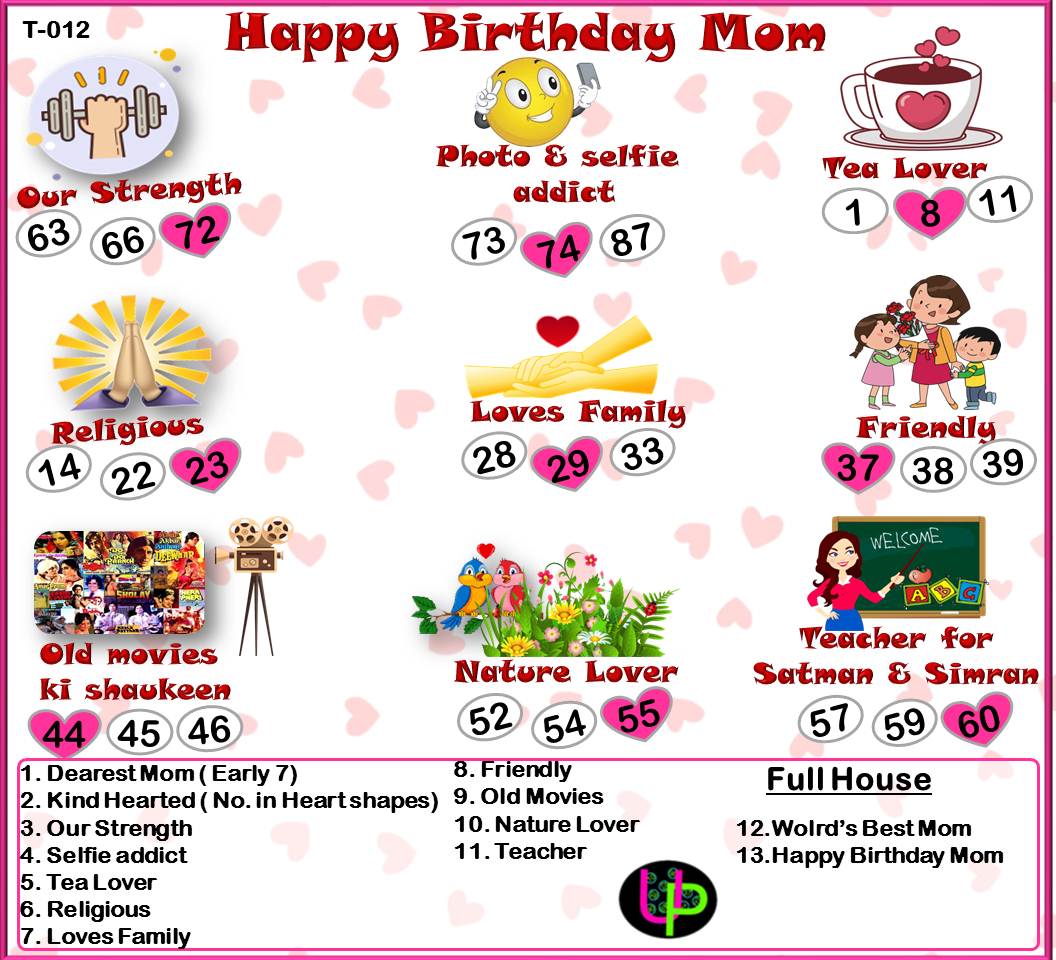 T-012
Happy Birthday Mom
Our Strength
63 66 72
Photo & selfie
addict
73 74 87
Tea Lover
1 8 11
Religious
14 22 23
Loves Family
28 29 33
Friendly
37 38 39
DEEWAAR
SHOLAY
Old movies
ki shaukeen
44 45 46
Nature Lover
52 54 55
WELCOME
A B C
Teacher for
Satman & Simran
57 59 60
1. Dearest Mom ( Early 7)
2. Kind Hearted ( No. in Heart shapes)
3. Our Strength
4. Selfie addict
5. Tea Lover
6. Religious
7. Loves Family
8. Friendly
9. Old Movies
10. Nature Lover
11. Teacher
Full House
12.Wolrd's Best Mom
13.Happy Birthday Mom
UP